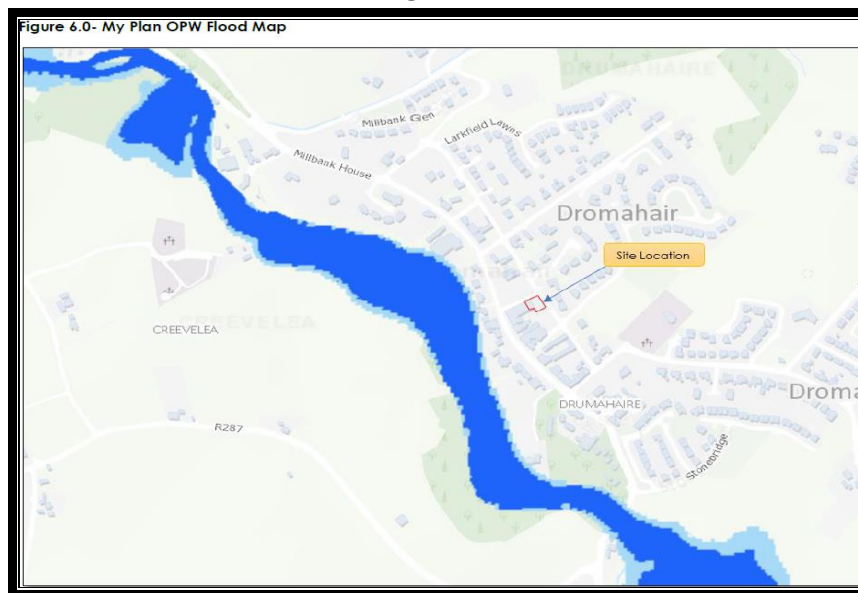 Figure 6.0- My Plan OPW Flood Map
DRUMAHAIRE
Millbank Glen
Larkfield Lawns
Millbank House
Dromahair
Site Location
CREEVELEA
CREEVELEA
DRUMAHAIRE
Droma
R287
Stonebridge